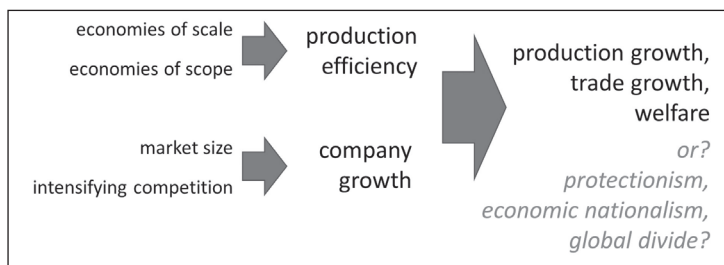 economies of scale
economies of scope
production
efficiency
market size
intensifying competition
company
growth
production growth,
trade growth,
welfare
or?
protectionism,
economic nationalism,
global divide?